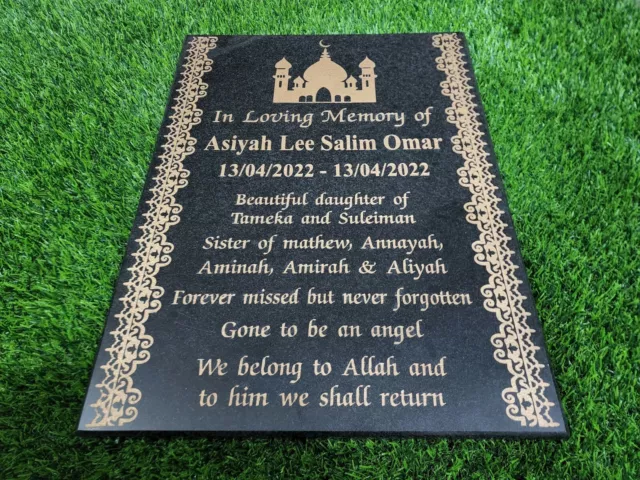 In Loving Memory of
Asiyah Lee Salim Omar
13/04/2022 - 13/04/2022
Beautiful daughter of
Tameka and Suleiman
Sister of mathew, Annayah,
Aminah, Amirah & Aliyah
Forever missed but never forgotten
Gone to be an angel
We belong to Allah and
to him we shall return